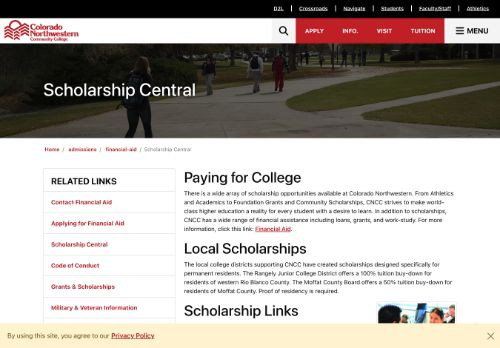 D2L
Crossroads
Navigate
Students
Faculty/Staff
Athletics
Colorado
Northwestern
Community College
APPLY
INFO.
VISIT
TUITION
MENU
Scholarship Central
Home / admissions / financial-aid / Scholarship Central
RELATED LINKS
Contact Financial Aid
Applying for Financial Aid
Scholarship Central
Code of Conduct
Grants & Scholarships
Military & Veteran Information
Paying for College
There is a wide array of scholarship opportunities available at Colorado Northwestern. From Athletics
and Academics to Foundation Grants and Community Scholarships, CNCC strives to make world-
class higher education a reality for every student with a desire to learn. In addition to scholarships,
CNCC has a wide range of financial assistance including loans, grants, and work-study. For more
information, click this link: Financial Aid. .
Local Scholarships
The local college districts supporting CNCC have created scholarships designed specifically for
permanent residents. The Rangely Junior College District offers a 100% tuition buy-down for
residents of western Rio Blanco County. The Moffat County Board offers a 50% tuition buy-down for
residents of Moffat County. Proof of residency is required.
Scholarship Links
By using this site, you agree to our Privacy Policy